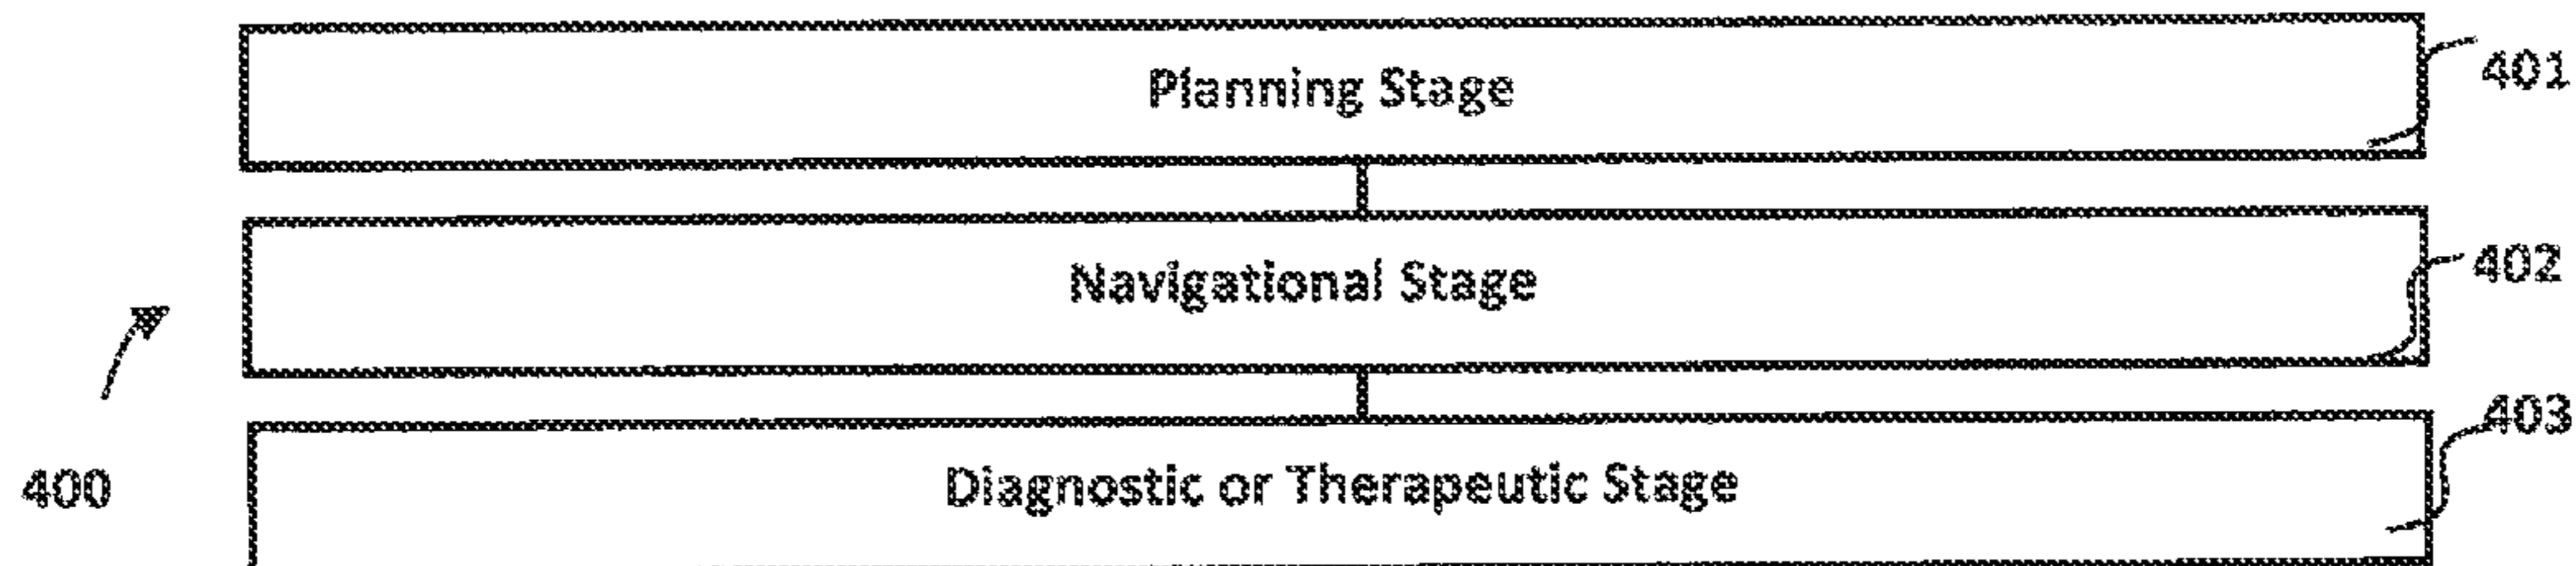 Planning Stage
401
Navigational Stage
402
403
Diagnostic or Therapeutic Stage
400